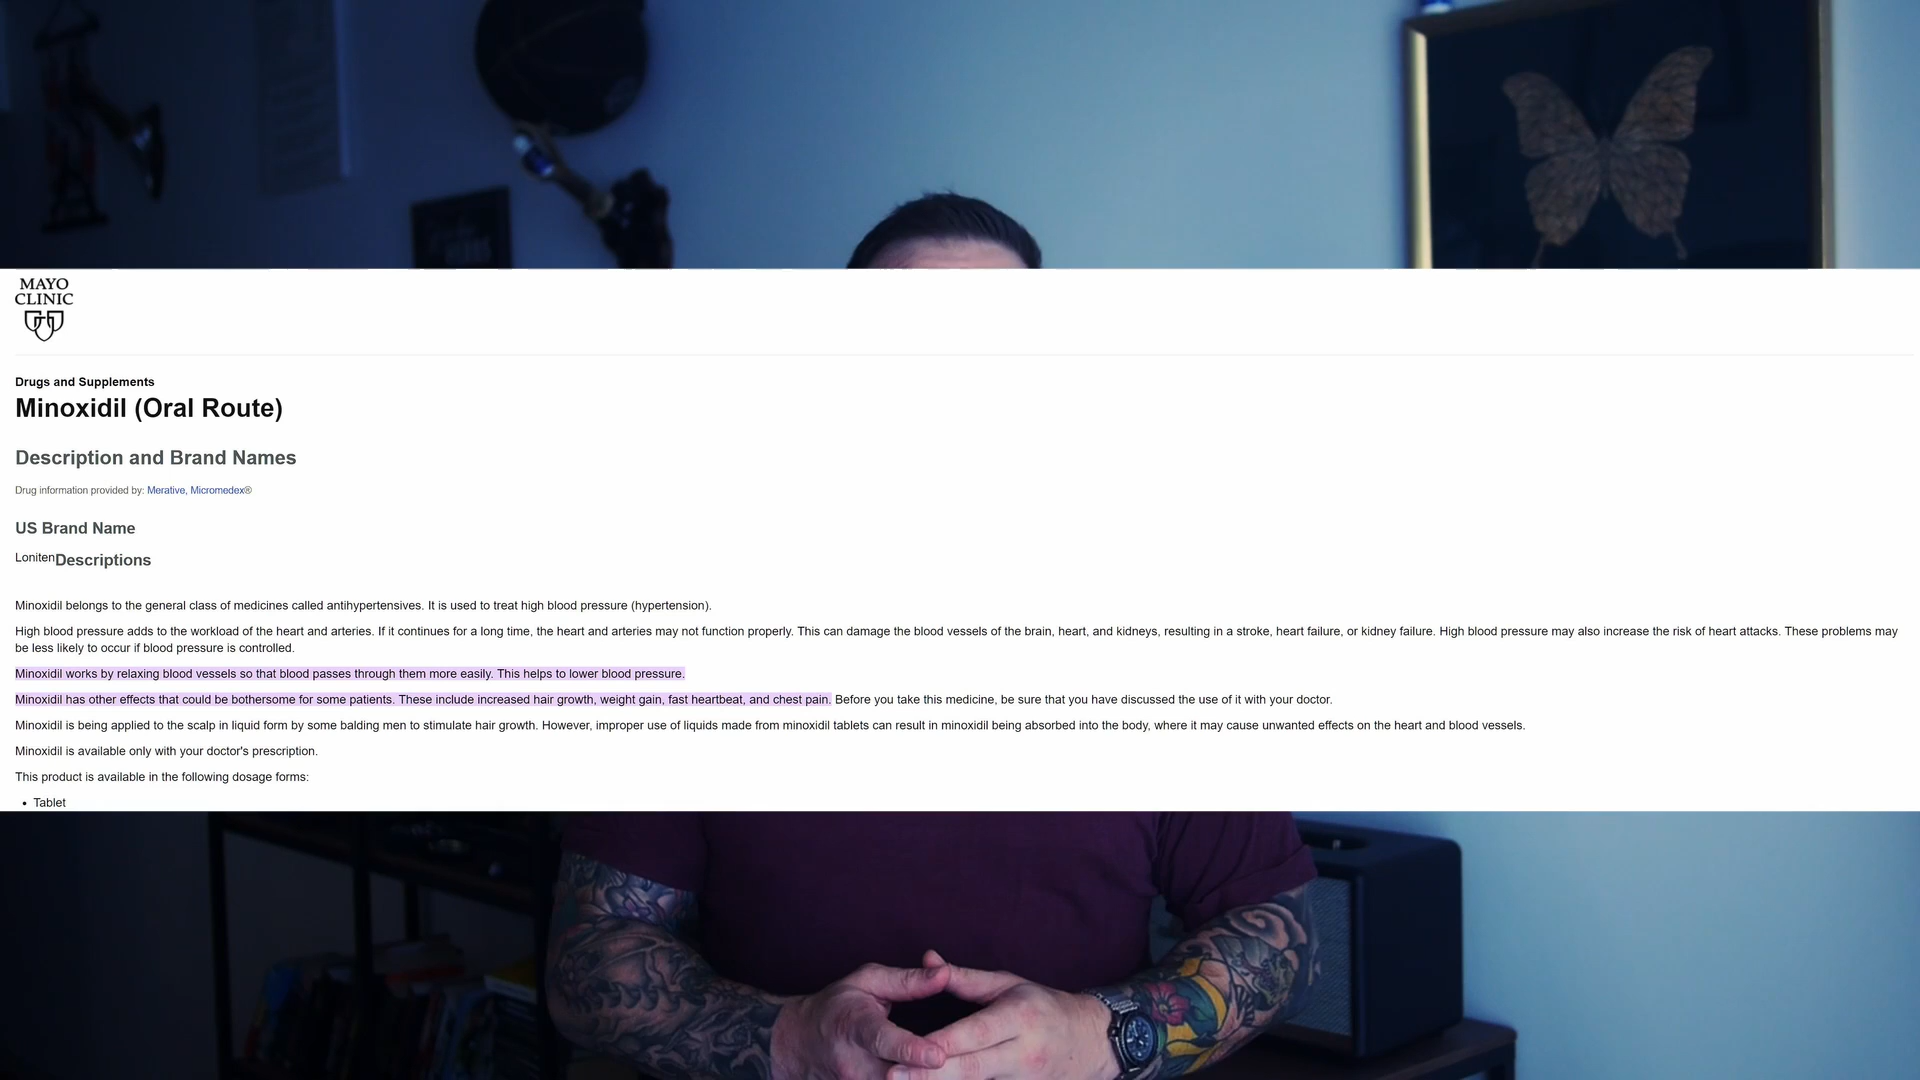 MAYO
CLINIC
Drugs and Supplements
Minoxidil (Oral Route)
Description and Brand Names
Drug information provided by: Merative, Micromedex®
US Brand Name
LonitenDescriptions
Minoxidil belongs to the general class of medicines called antihypertensives. It is used to treat high blood pressure (hypertension).
High blood pressure adds to the workload of the heart and arteries. If it continues for a long time, the heart and arteries may not function properly. This can damage the blood vessels of the brain, heart, and kidneys, resulting in a stroke, heart failure, or kidney failure. High blood pressure may also increase the risk of heart attacks. These problems may
be less likely to occur if blood pressure is controlled.
Minoxidil works by relaxing blood vessels so that blood passes through them more easily. This helps to lower blood pressure.
Minoxidil has other effects that could be bothersome for some patients. These include increased hair growth, weight gain, fast heartbeat, and chest pain. Before you take this medicine, be sure that you have discussed the use of it with your doctor.
Minoxidil is being applied to the scalp in liquid form by some balding men to stimulate hair growth. However, improper use of liquids made from minoxidil tablets can result in minoxidil being absorbed into the body, where it may cause unwanted effects on the heart and blood vessels.
Minoxidil is available only with your doctor's prescription.
This product is available in the following dosage forms:
• Tablet